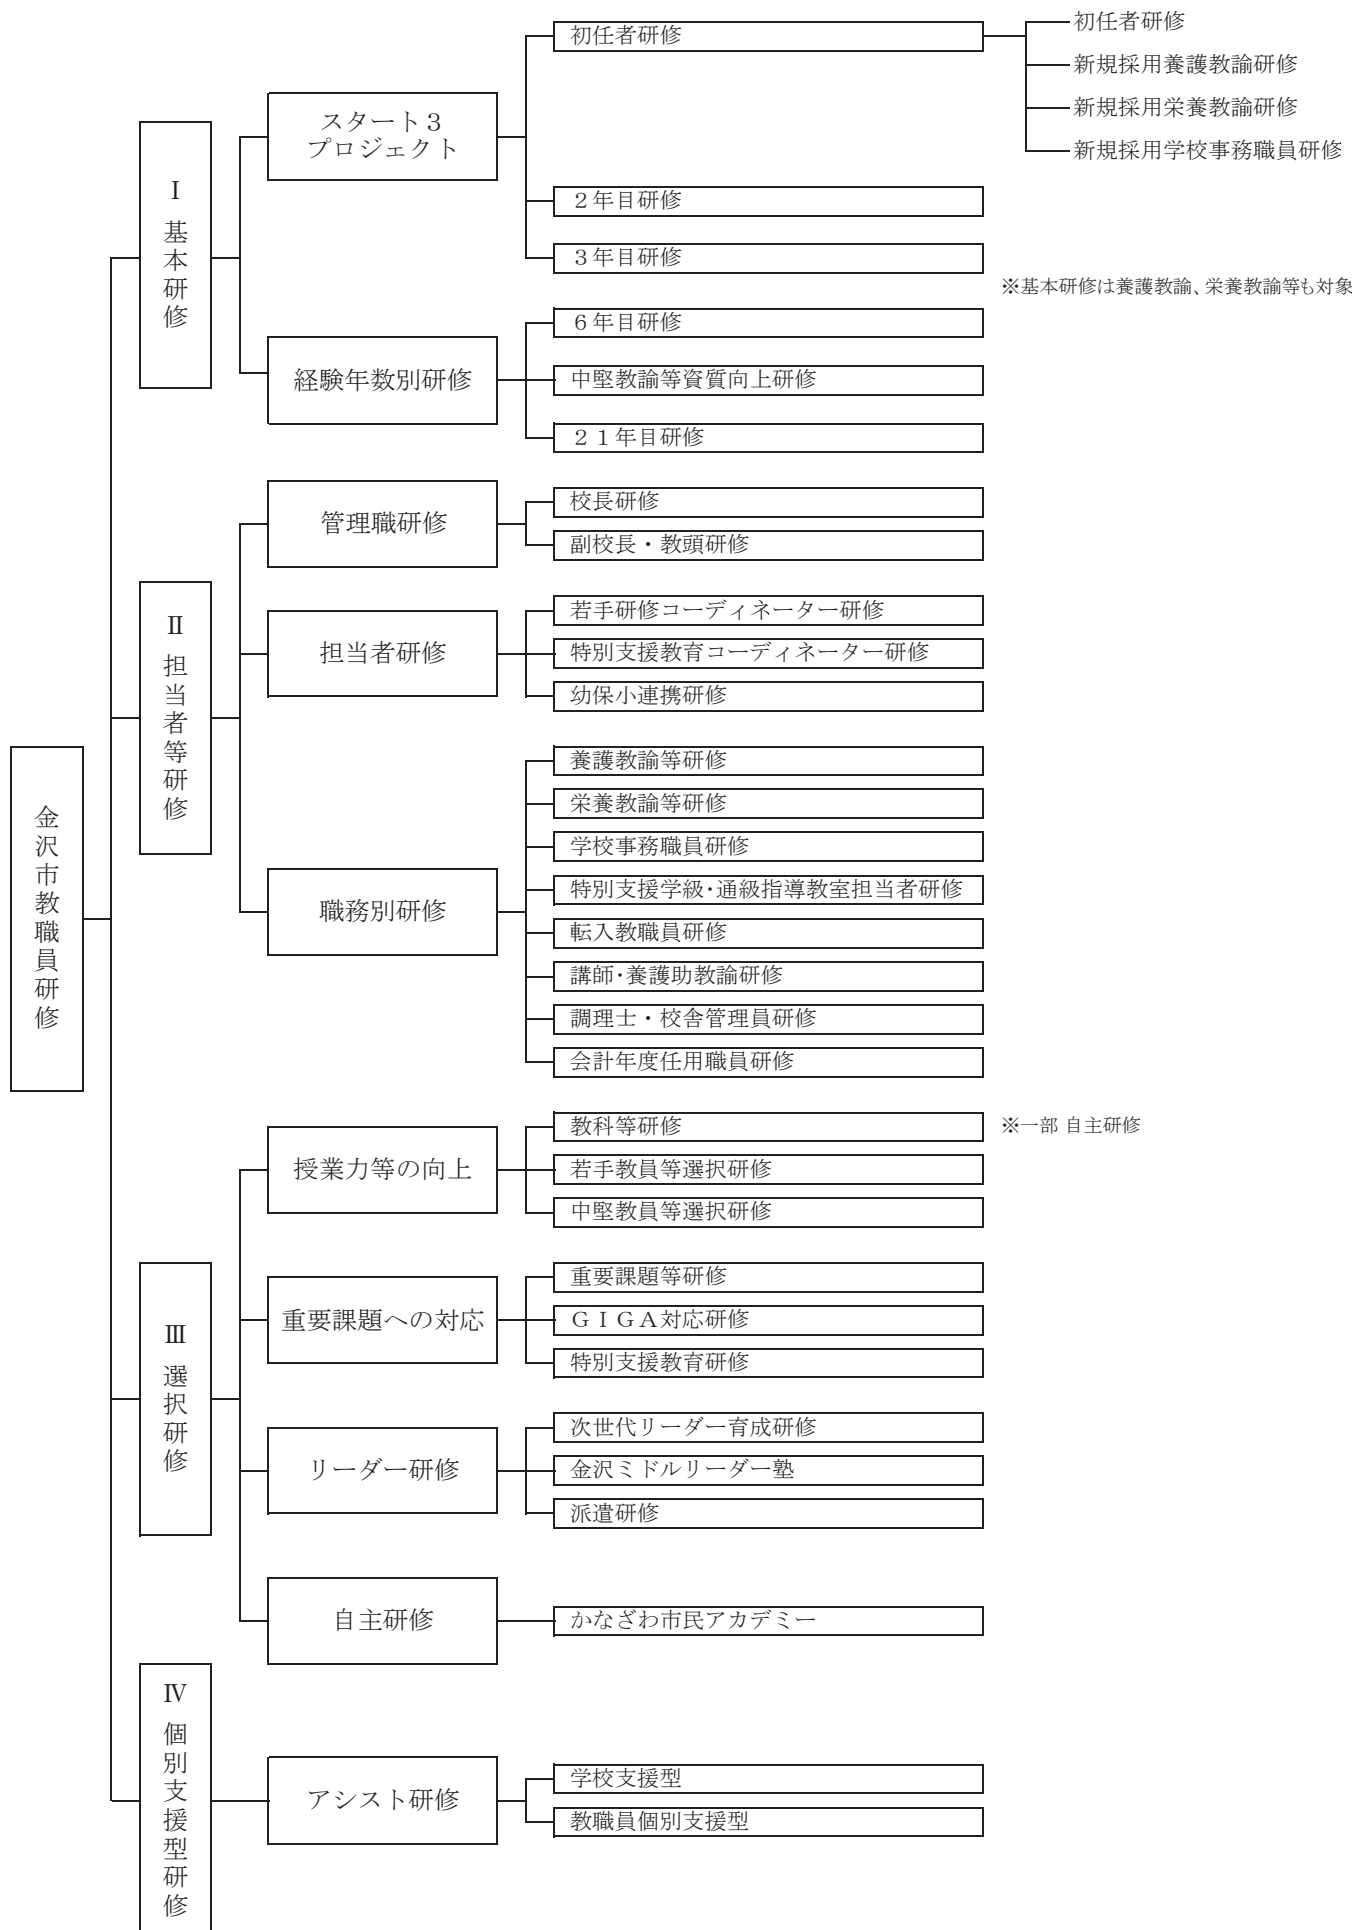 金沢市教職員研修
Ⅰ 基本研修
スタート３
プロジェクト
初任者研修
初任者研修
新規採用養護教諭研修
新規採用栄養教諭研修
新規採用学校事務職員研修
２年目研修
３年目研修
※基本研修は養護教諭、栄養教諭等も対象
経験年数別研修
６年目研修
中堅教諭等資質向上研修
２１年目研修
Ⅱ 担当者等研修
管理職研修
校長研修
副校長・教頭研修
担当者研修
若手研修コーディネーター研修
特別支援教育コーディネーター研修
幼保小連携研修
職務別研修
養護教諭等研修
栄養教諭等研修
学校事務職員研修
特別支援学級・通級指導教室担当者研修
転入教職員研修
講師・養護助教諭研修
調理士・校舎管理員研修
会計年度任用職員研修
Ⅲ 選択研修
授業力等の向上
教科等研修
※一部 自主研修
若手教員等選択研修
中堅教員等選択研修
重要課題への対応
重要課題等研修
ＧＩＧＡ対応研修
特別支援教育研修
リーダー研修
次世代リーダー育成研修
金沢ミドルリーダー塾
派遣研修
自主研修
かなざわ市民アカデミー
Ⅳ 個別支援型研修
アシスト研修
学校支援型
教職員個別支援型